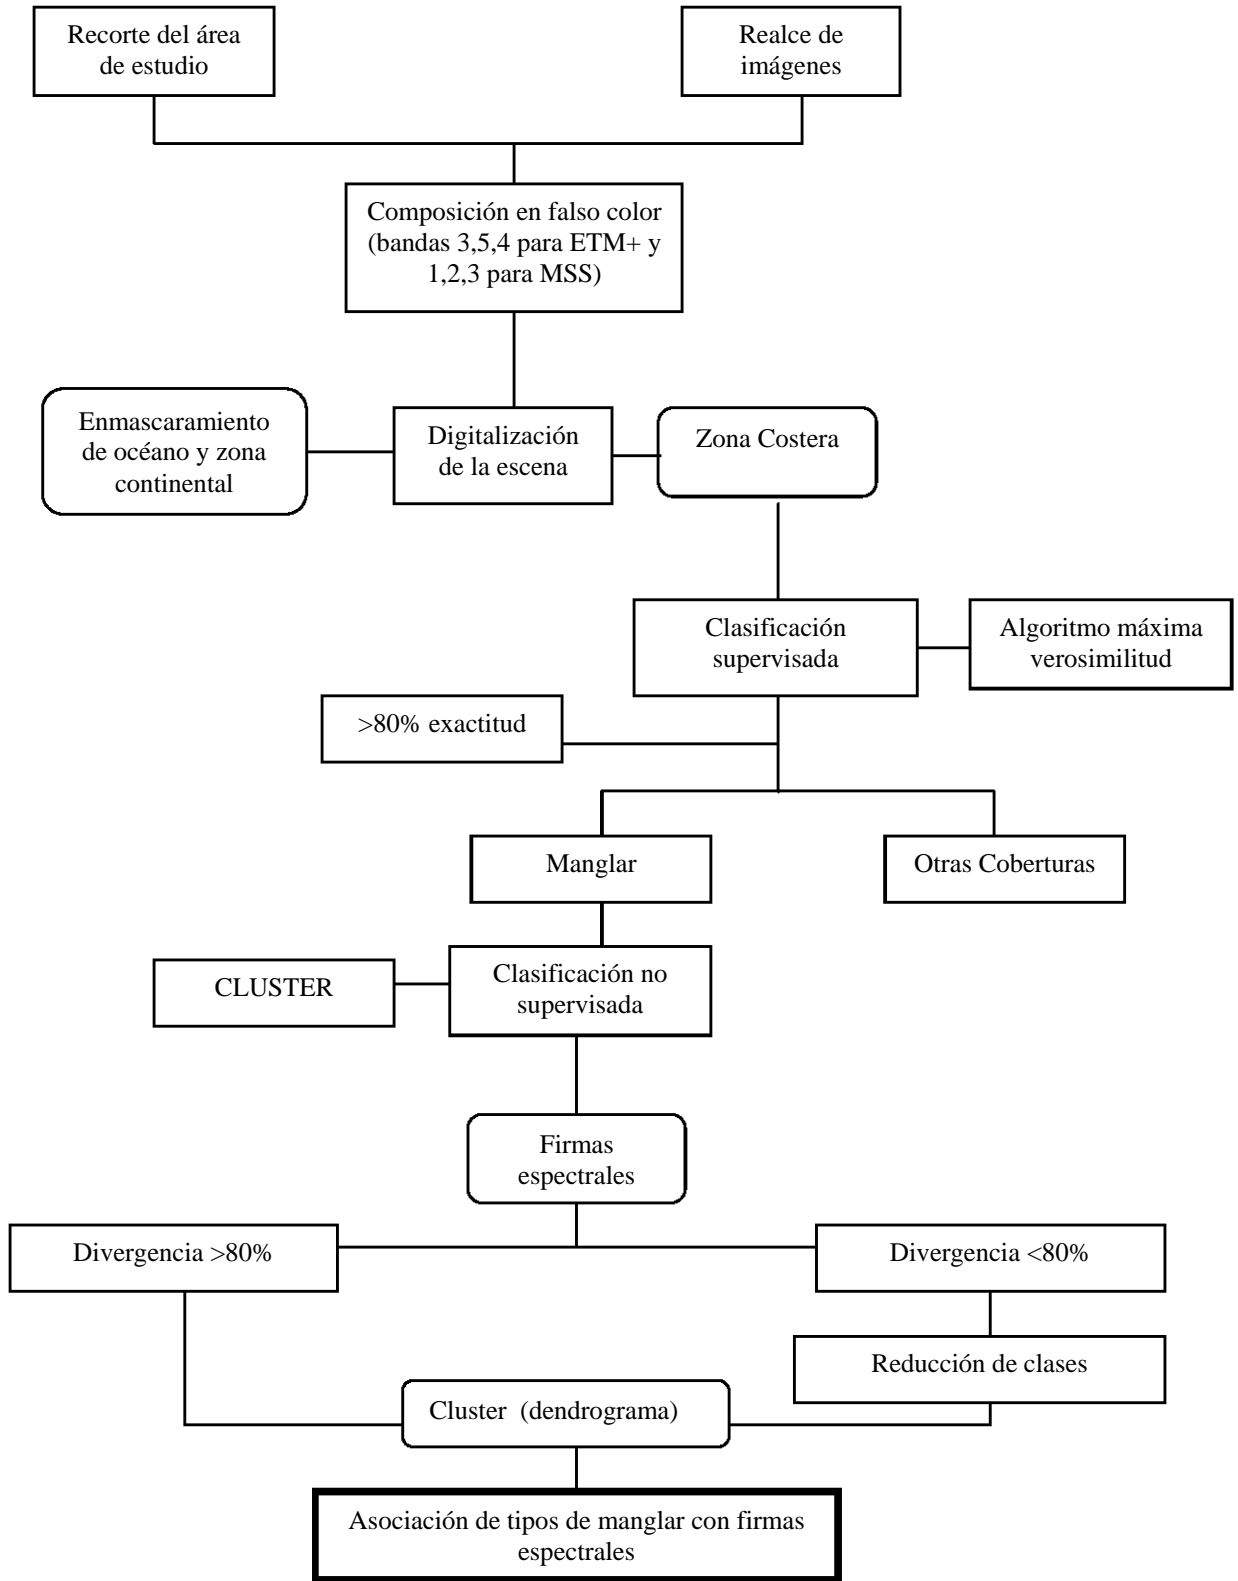 Recorte del área
de estudio
Realce de
imágenes
Composición en falso color
(bandas 3,5,4 para ETM+ y
1,2,3 para MSS)
Enmascaramiento
de océano y zona
continental
Digitalización
de la escena
Zona Costera
Clasificación
supervisada
Algoritmo máxima
verosimilitud
>80% exactitud
Manglar
Otras Coberturas
CLUSTER
Clasificación no
supervisada
Firmas
espectrales
Divergencia >80%
Divergencia <80%
Reducción de clases
Cluster (dendrograma)
Asociación de tipos de manglar con firmas
espectrales